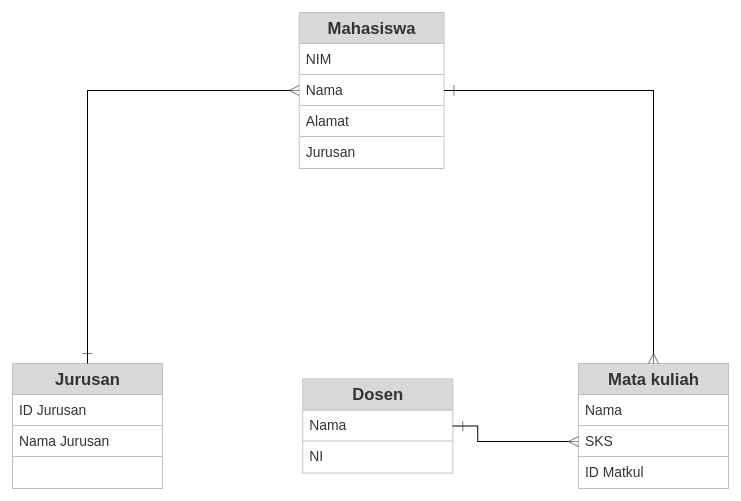 Mahasiswa
NIM
Nama
Alamat
Jurusan
Jurusan
ID Jurusan
Nama Jurusan
Dosen
Nama
NI
Mata kuliah
Nama
SKS
ID Matkul